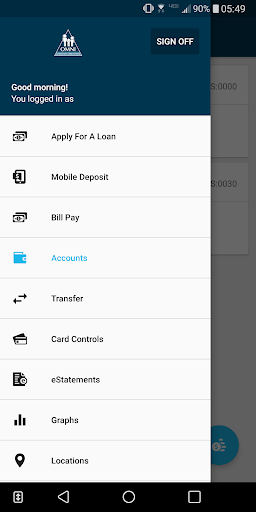 90% 05:49
OMNI
SIGN OFF
Good morning!
You logged in as
S:0000
Apply For A Loan
Mobile Deposit
S:0030
Bill Pay
Accounts
Transfer
Card Controls
eStatements
Graphs
Locations